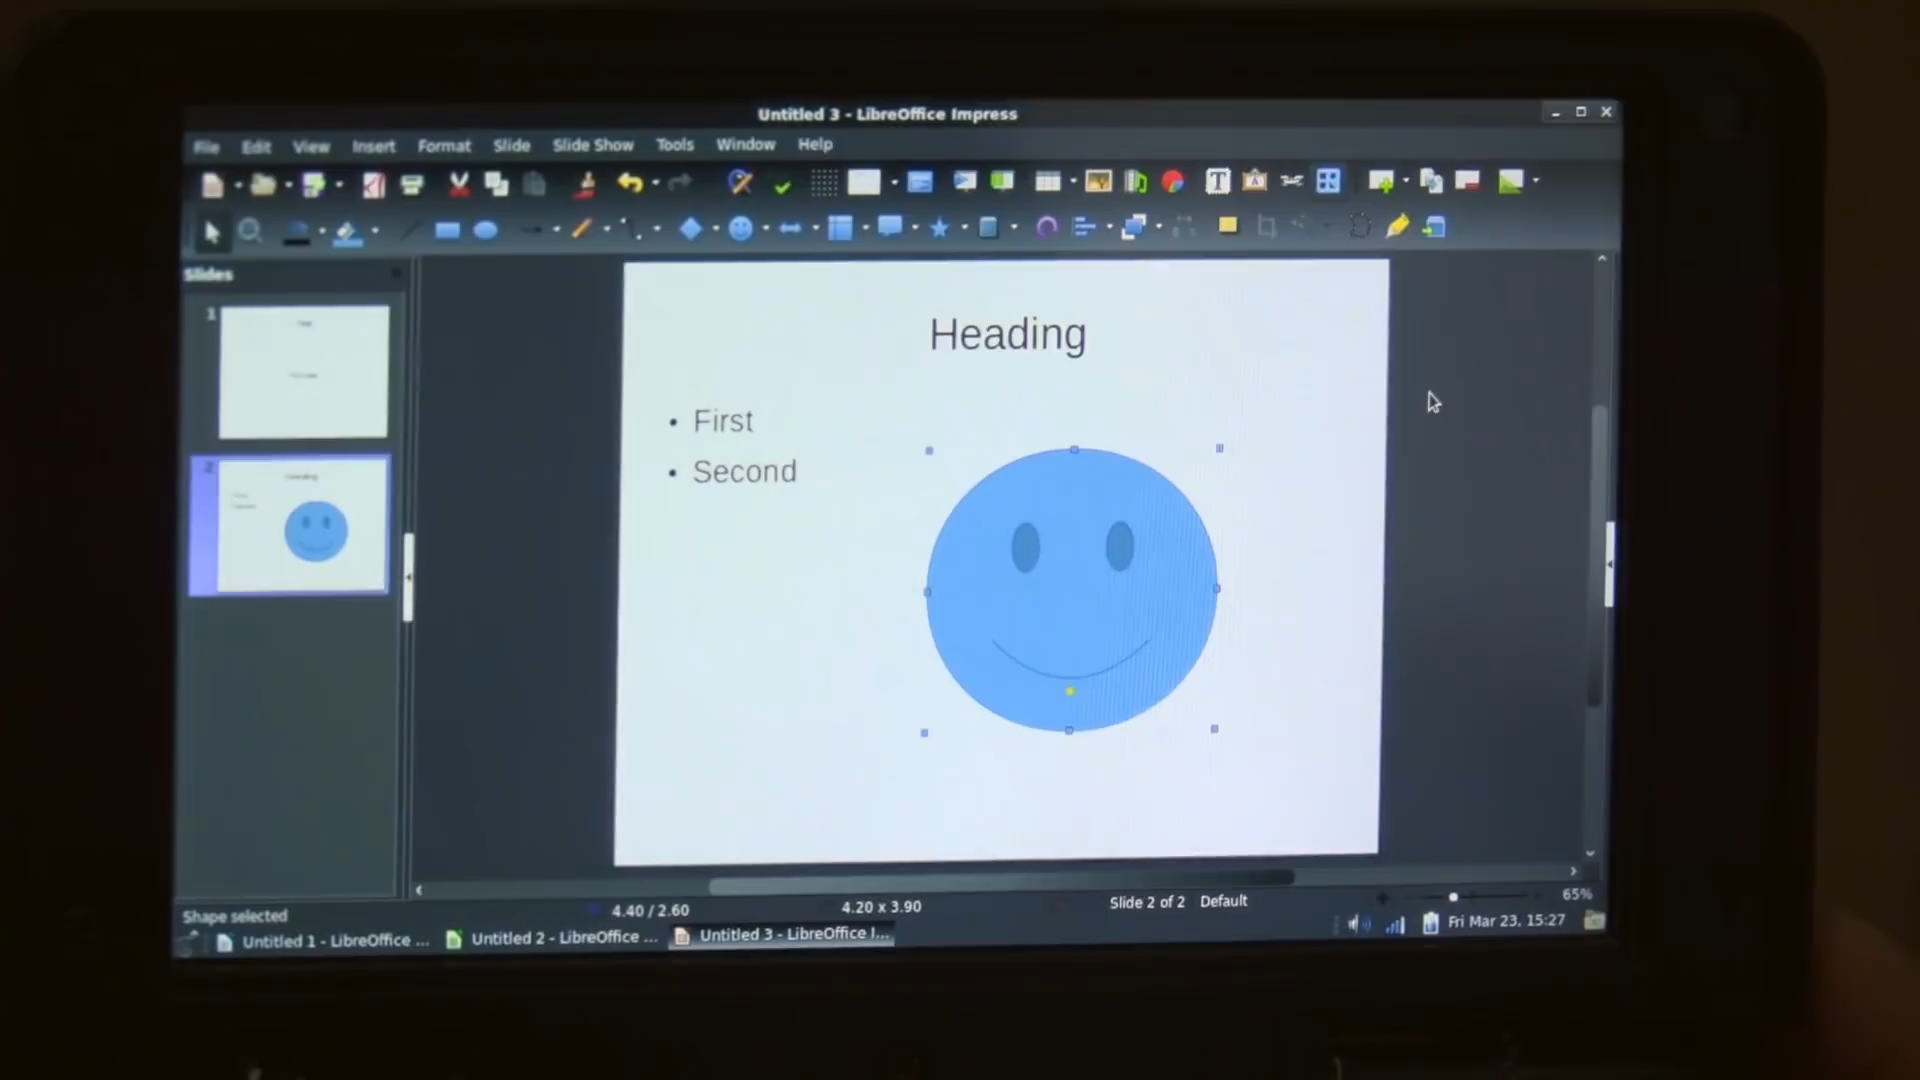 Untitled 3 - LibreOffice Impress
File Edit View Insert Format Slide Slide Show Tools Window Help
Slides
1
2
Heading
• First
• Second
Shape selected 4.40 / 2.60 4.20 x 3.90 Slide 2 of 2 Default 65%
Untitled 1 - LibreOffice ... Untitled 2 - LibreOffice ... Untitled 3 - LibreOffice I... Fri Mar 23, 15:27